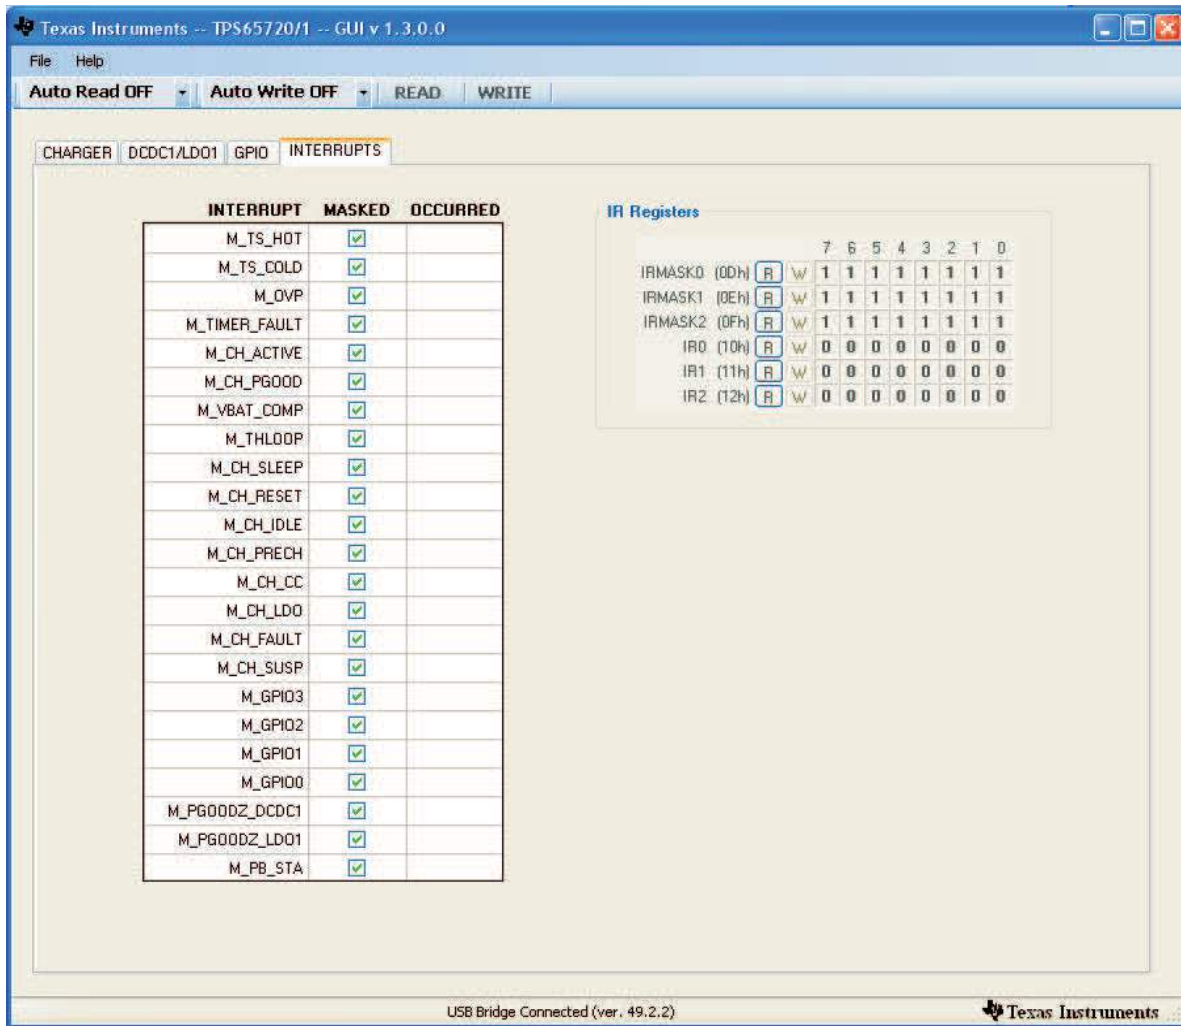 Texas Instruments -- TPS65720/1 -- GUI v 1.3.0.0
File Help
Auto Read OFF Auto Write OFF READ WRITE
CHARGER DCDC1/LDO1 GPIO INTERRUPTS
INTERRUPT MASKED OCCURRED
M_TS_HOT
M_TS_COLD
M_OVP
M_TIMER_FAULT
M_CH_ACTIVE
M_CH_PGOOD
M_VBAT_COMP
M_THLOOP
M_CH_SLEEP
M_CH_RESET
M_CH_IDLE
M_CH_PRECH
M_CH_CC
M_CH_LDO
M_CH_FAULT
M_CH_SUSP
M_GPIO3
M_GPIO2
M_GPIO1
M_GPIO0
M_PGOODZ_DCDC1
M_PGOODZ_LDO1
M_PB_STA
IR Registers
7 6 5 4 3 2 1 0
IRMASK0 (0Dh) R W 1 1 1 1 1 1 1 1
IRMASK1 (0Eh) R W 1 1 1 1 1 1 1 1
IRMASK2 (0Fh) R W 1 1 1 1 1 1 1 1
IR0 (10h) R W 0 0 0 0 0 0 0 0
IR1 (11h) R W 0 0 0 0 0 0 0 0
IR2 (12h) R W 0 0 0 0 0 0 0 0
USB Bridge Connected (ver. 49.2.2)
Texas Instruments